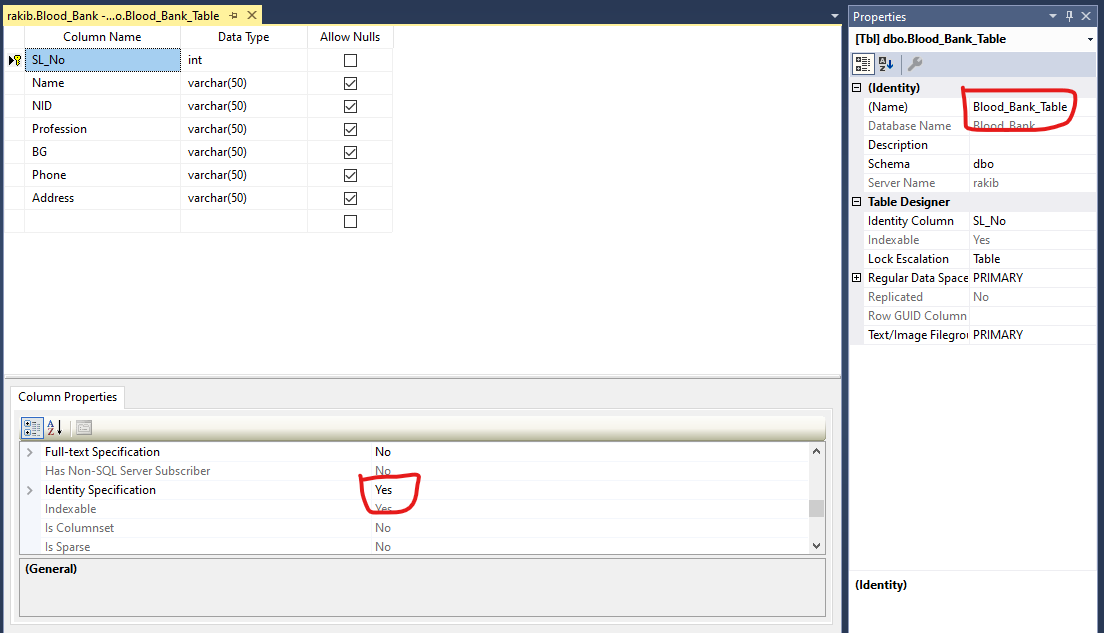 rakib.Blood_Bank -...o.Blood_Bank_Table
Column Name Data Type Allow Nulls
SL_No int
Name varchar(50)
NID varchar(50)
Profession varchar(50)
BG varchar(50)
Phone varchar(50)
Address varchar(50)
Column Properties
Full-text Specification No
Has Non-SQL Server Subscriber No
Identity Specification Yes
Indexable Yes
Is Columnset No
Is Sparse No
(General)
Properties
[Tbl] dbo.Blood_Bank_Table
(Identity)
(Name) Blood_Bank_Table
Database Name Blood_Bank
Description
Schema dbo
Server Name rakib
Table Designer
Identity Column SL_No
Indexable Yes
Lock Escalation Table
Regular Data Space PRIMARY
Replicated No
Row GUID Column
Text/Image Filegrou PRIMARY
(Identity)